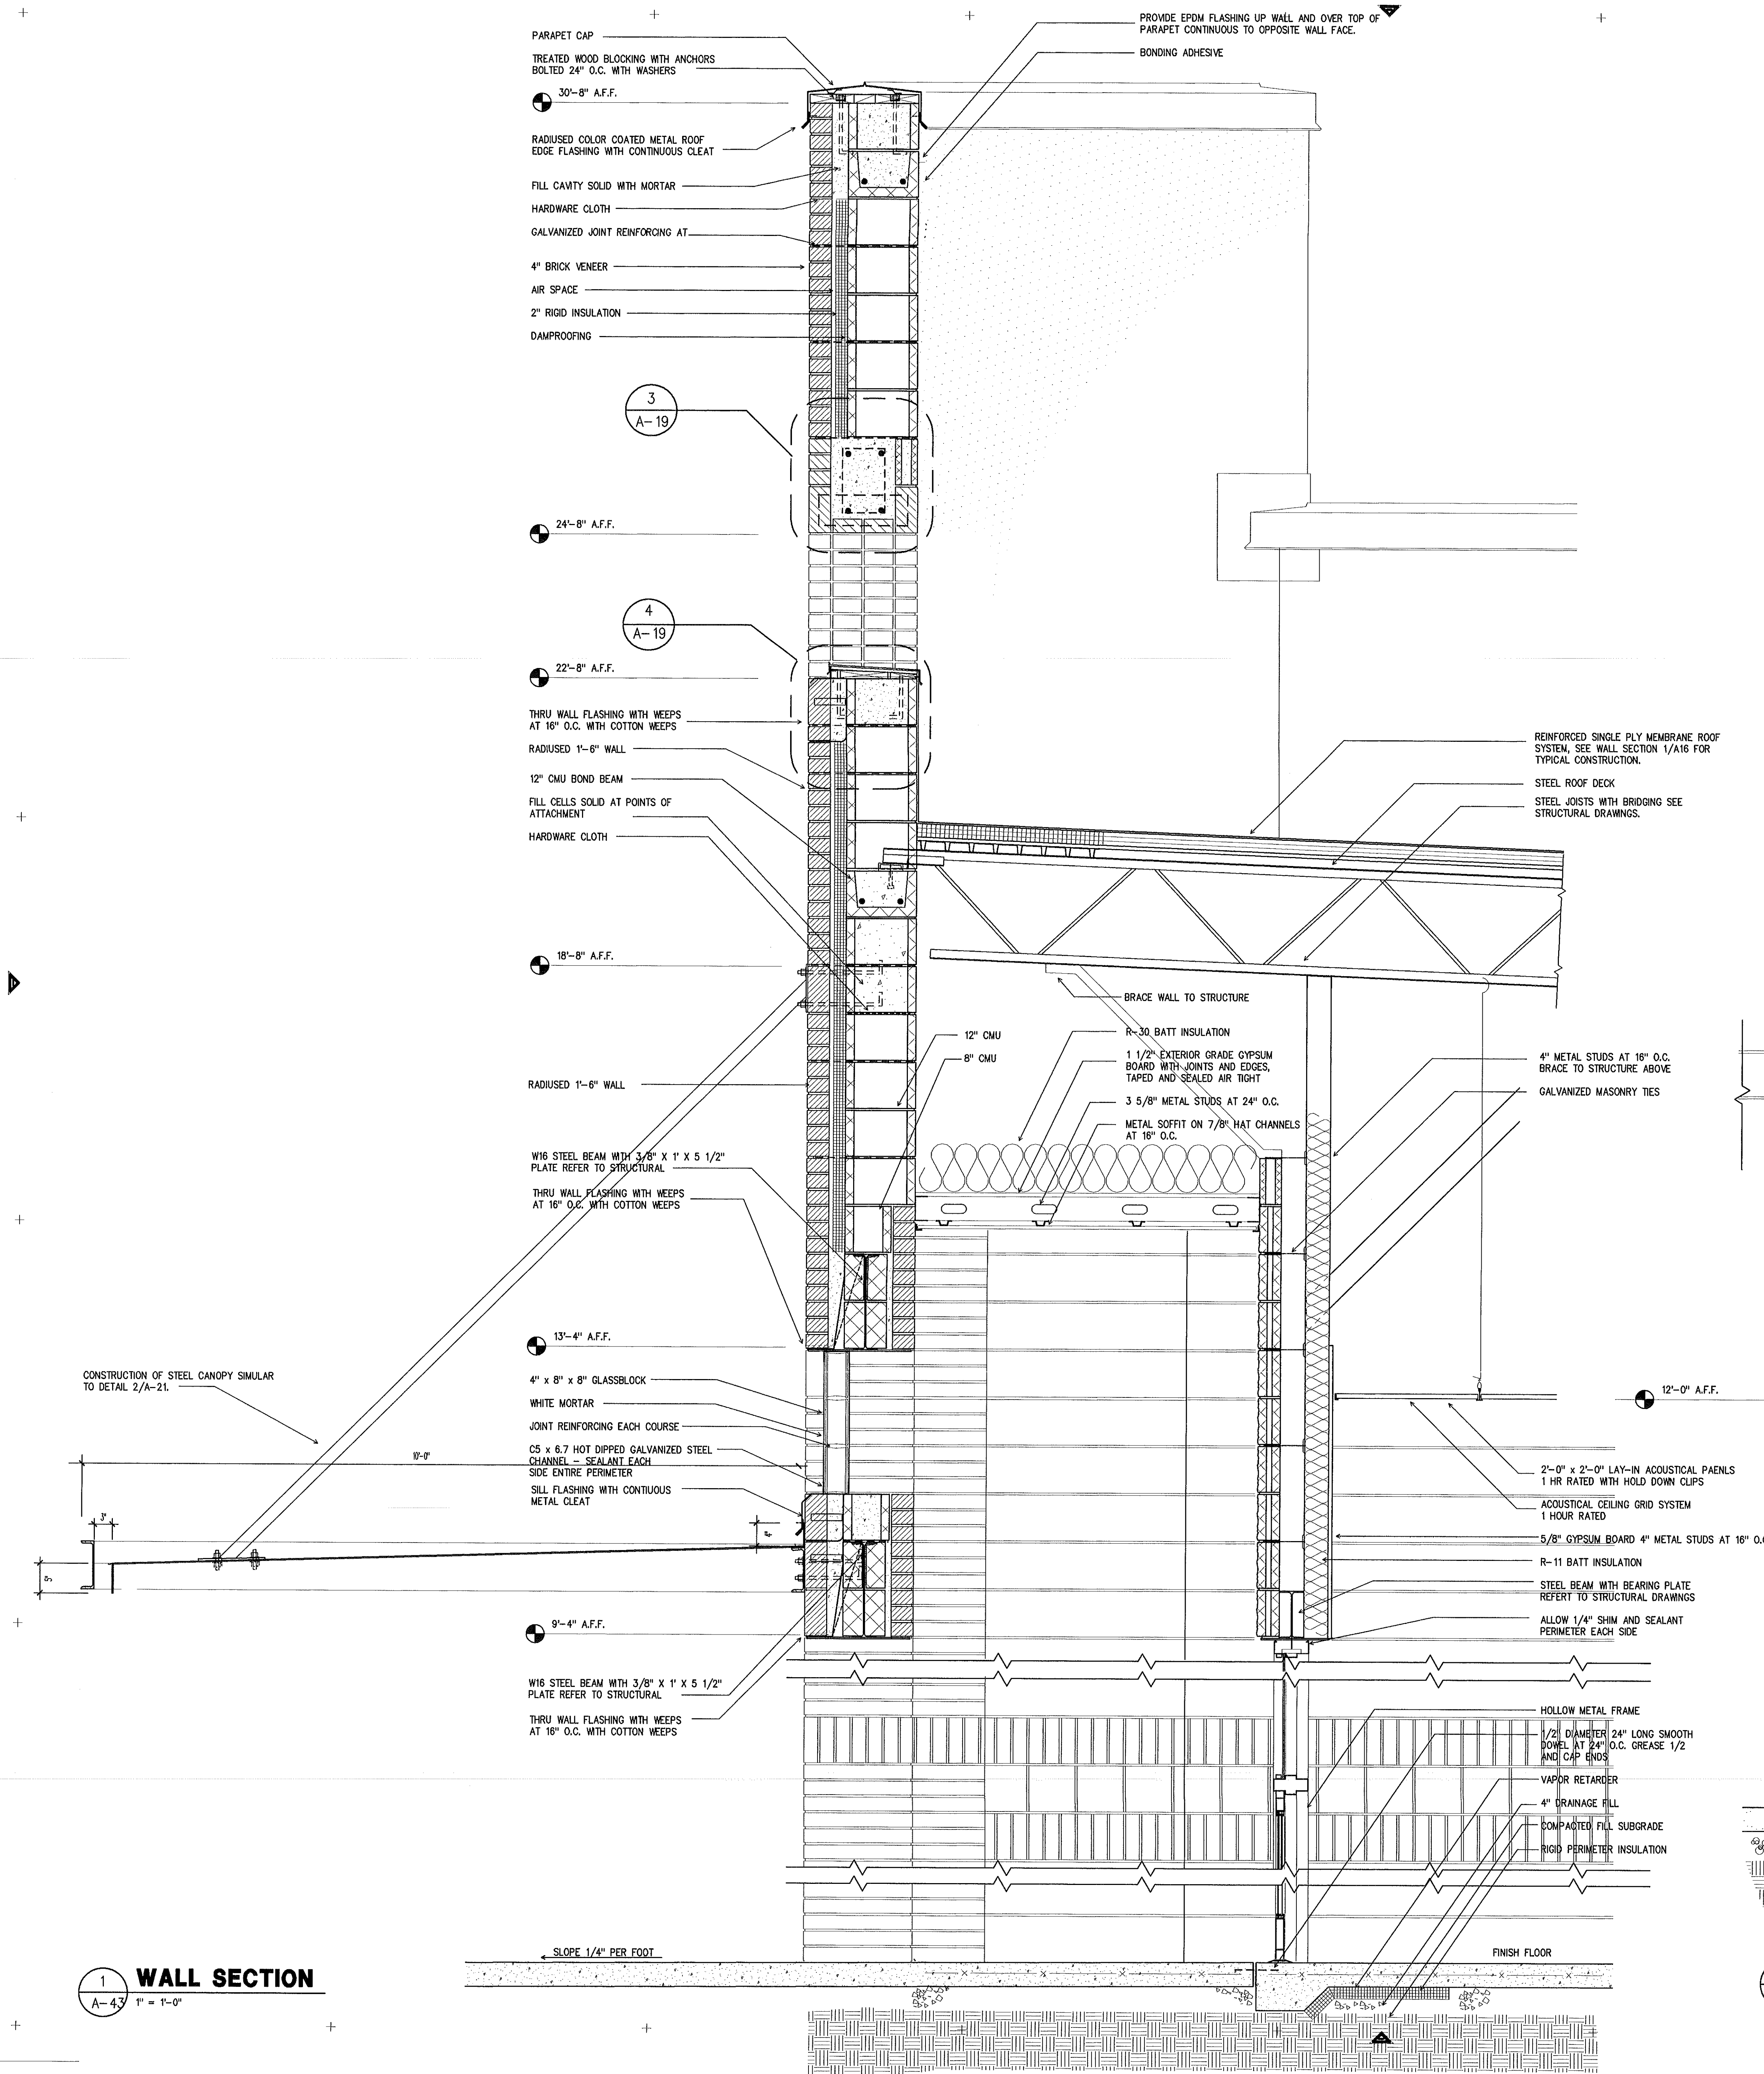 PROVIDE EPDM FLASHING UP WALL AND OVER TOP OF
PARAPET CONTINUOUS TO OPPOSITE WALL FACE.
BONDING ADHESIVE
PARAPET CAP
TREATED WOOD BLOCKING WITH ANCHORS
BOLTED 24" O.C. WITH WASHERS
30'-8" A.F.F.
RADIUSED COLOR COATED METAL ROOF
EDGE FLASHING WITH CONTINUOUS CLEAT
FILL CAVITY SOLID WITH MORTAR
HARDWARE CLOTH
GALVANIZED JOINT REINFORCING AT
4" BRICK VENEER
AIR SPACE
2" RIGID INSULATION
DAMPROOFING
3
A-19
24'-8" A.F.F.
4
A-19
22'-8" A.F.F.
THRU WALL FLASHING WITH WEEPS
AT 16" O.C. WITH COTTON WEEPS
RADIUSED 1'-6" WALL
12" CMU BOND BEAM
FILL CELLS SOLID AT POINTS OF
ATTACHMENT
HARDWARE CLOTH
18'-8" A.F.F.
REINFORCED SINGLE PLY MEMBRANE ROOF
SYSTEM, SEE WALL SECTION 1/A16 FOR
TYPICAL CONSTRUCTION.
STEEL ROOF DECK
STEEL JOISTS WITH BRIDGING SEE
STRUCTURAL DRAWINGS.
BRACE WALL TO STRUCTURE
12" CMU
8" CMU
R-30 BATT INSULATION
1 1/2" EXTERIOR GRADE GYPSUM
BOARD WITH JOINTS AND EDGES,
TAPED AND SEALED AIR TIGHT
3 5/8" METAL STUDS AT 24" O.C.
METAL SOFFIT ON 7/8" HAT CHANNELS
AT 16" O.C.
4" METAL STUDS AT 16" O.C.
BRACE TO STRUCTURE ABOVE
GALVANIZED MASONRY TIES
RADIUSED 1'-6" WALL
W16 STEEL BEAM WITH 3/8" X 1' X 5 1/2"
PLATE REFER TO STRUCTURAL
THRU WALL FLASHING WITH WEEPS
AT 16" O.C. WITH COTTON WEEPS
13'-4" A.F.F.
CONSTRUCTION OF STEEL CANOPY SIMULAR
TO DETAIL 2/A-21.
4" x 8" x 8" GLASSBLOCK
WHITE MORTAR
JOINT REINFORCING EACH COURSE
C5 x 6.7 HOT DIPPED GALVANIZED STEEL
CHANNEL - SEALANT EACH
SIDE ENTIRE PERIMETER
SILL FLASHING WITH CONTIUOUS
METAL CLEAT
10'-0"
3"
4"
5"
12'-0" A.F.F.
2'-0" x 2'-0" LAY-IN ACOUSTICAL PAENLS
1 HR RATED WITH HOLD DOWN CLIPS
ACOUSTICAL CEILING GRID SYSTEM
1 HOUR RATED
5/8" GYPSUM BOARD 4" METAL STUDS AT 16" O.C
R-11 BATT INSULATION
STEEL BEAM WITH BEARING PLATE
REFERT TO STRUCTURAL DRAWINGS
ALLOW 1/4" SHIM AND SEALANT
PERIMETER EACH SIDE
9'-4" A.F.F.
W16 STEEL BEAM WITH 3/8" X 1' X 5 1/2"
PLATE REFER TO STRUCTURAL
THRU WALL FLASHING WITH WEEPS
AT 16" O.C. WITH COTTON WEEPS
HOLLOW METAL FRAME
1/2" DIAMETER 24" LONG SMOOTH
DOWEL AT 24" O.C. GREASE 1/2
AND CAP ENDS
VAPOR RETARDER
4" DRAINAGE FILL
COMPACTED FILL SUBGRADE
RIGID PERIMETER INSULATION
SLOPE 1/4" PER FOOT
FINISH FLOOR
1
A-43
WALL SECTION
1" = 1'-0"